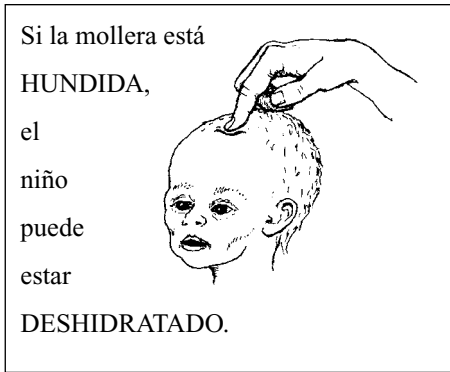 Si la mollera está
HUNDIDA,
el
niño
puede
estar
DESHIDRATADO.